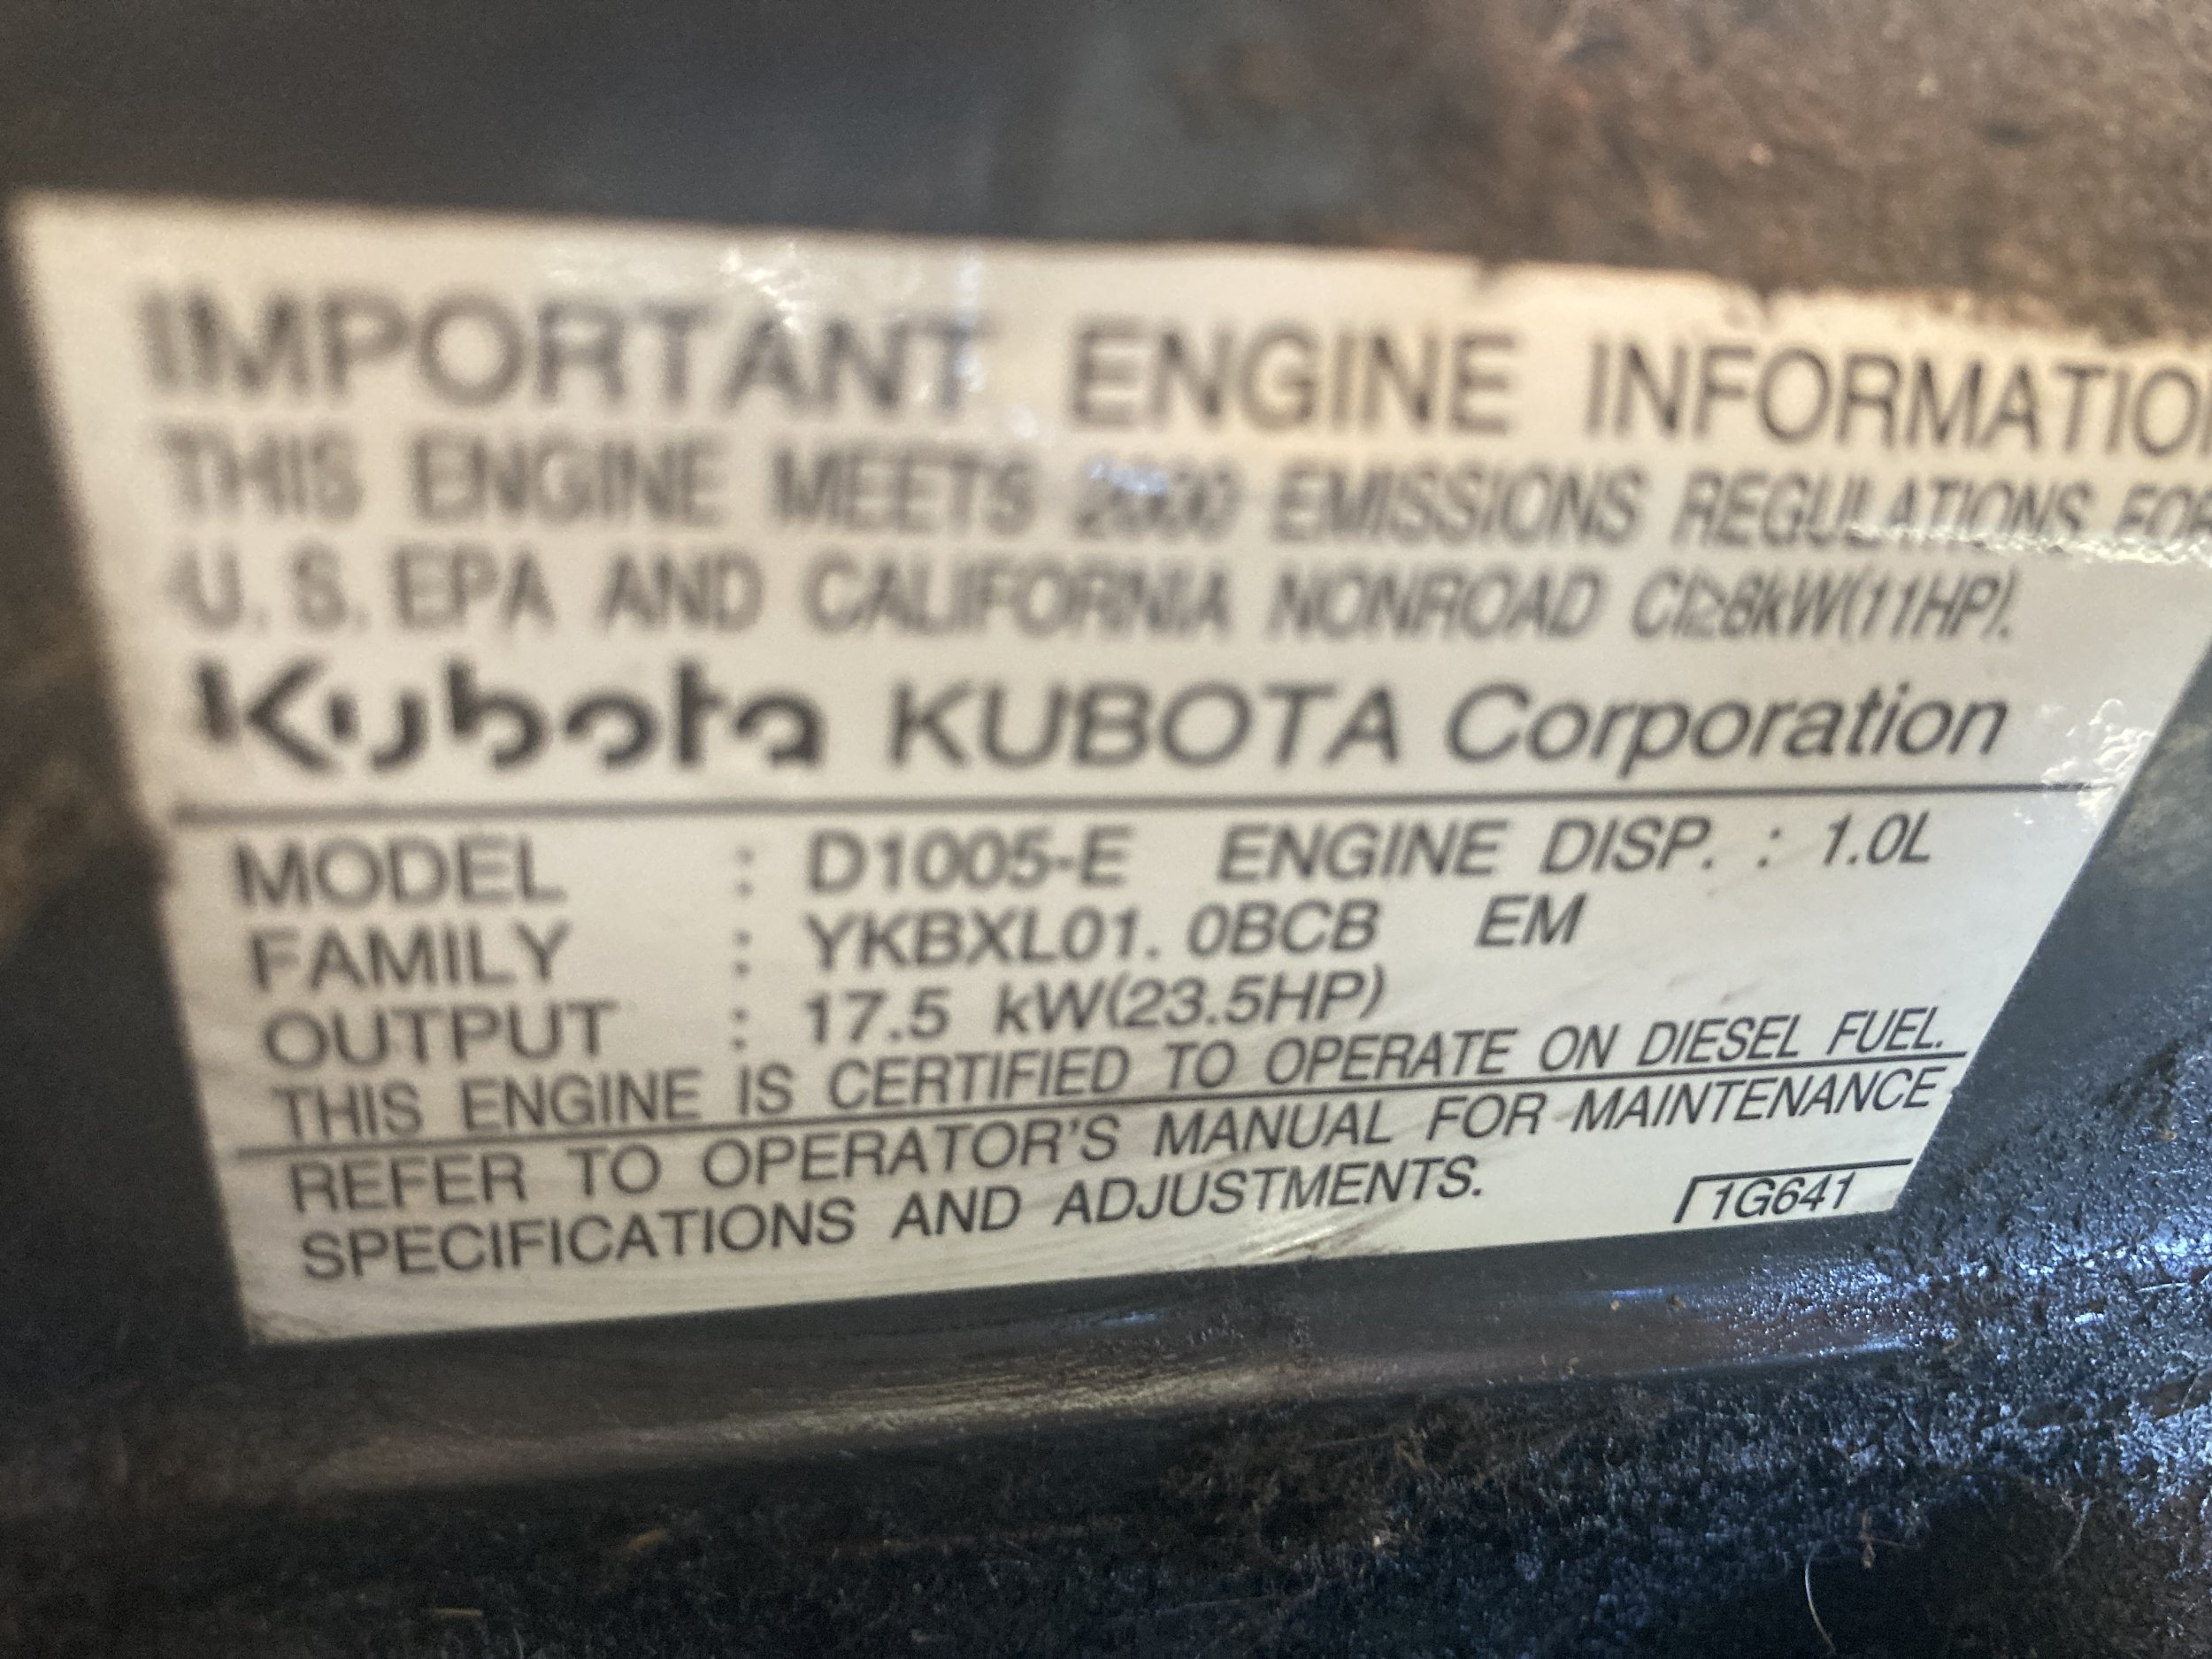 IMPORTANT ENGINE INFORMATIO
THIS ENGINE MEETS 2000 EMISSIONS REGULATIONS FOR
U. S. EPA AND CALIFORNIA NONROAD CI≥8kW(11HP).
Kubota KUBOTA Corporation
MODEL : D1005-E ENGINE DISP. : 1.0L
FAMILY : YKBXL01. 0BCB EM
OUTPUT : 17.5 kW(23.5HP)
THIS ENGINE IS CERTIFIED TO OPERATE ON DIESEL FUEL.
REFER TO OPERATOR'S MANUAL FOR MAINTENANCE
SPECIFICATIONS AND ADJUSTMENTS.
1G641